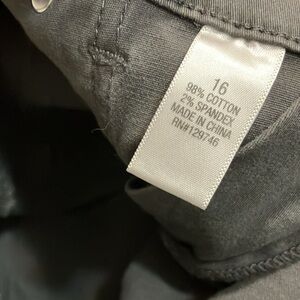 16
98% COTTON
2% SPANDEX
MADE IN CHINA
RN#129746